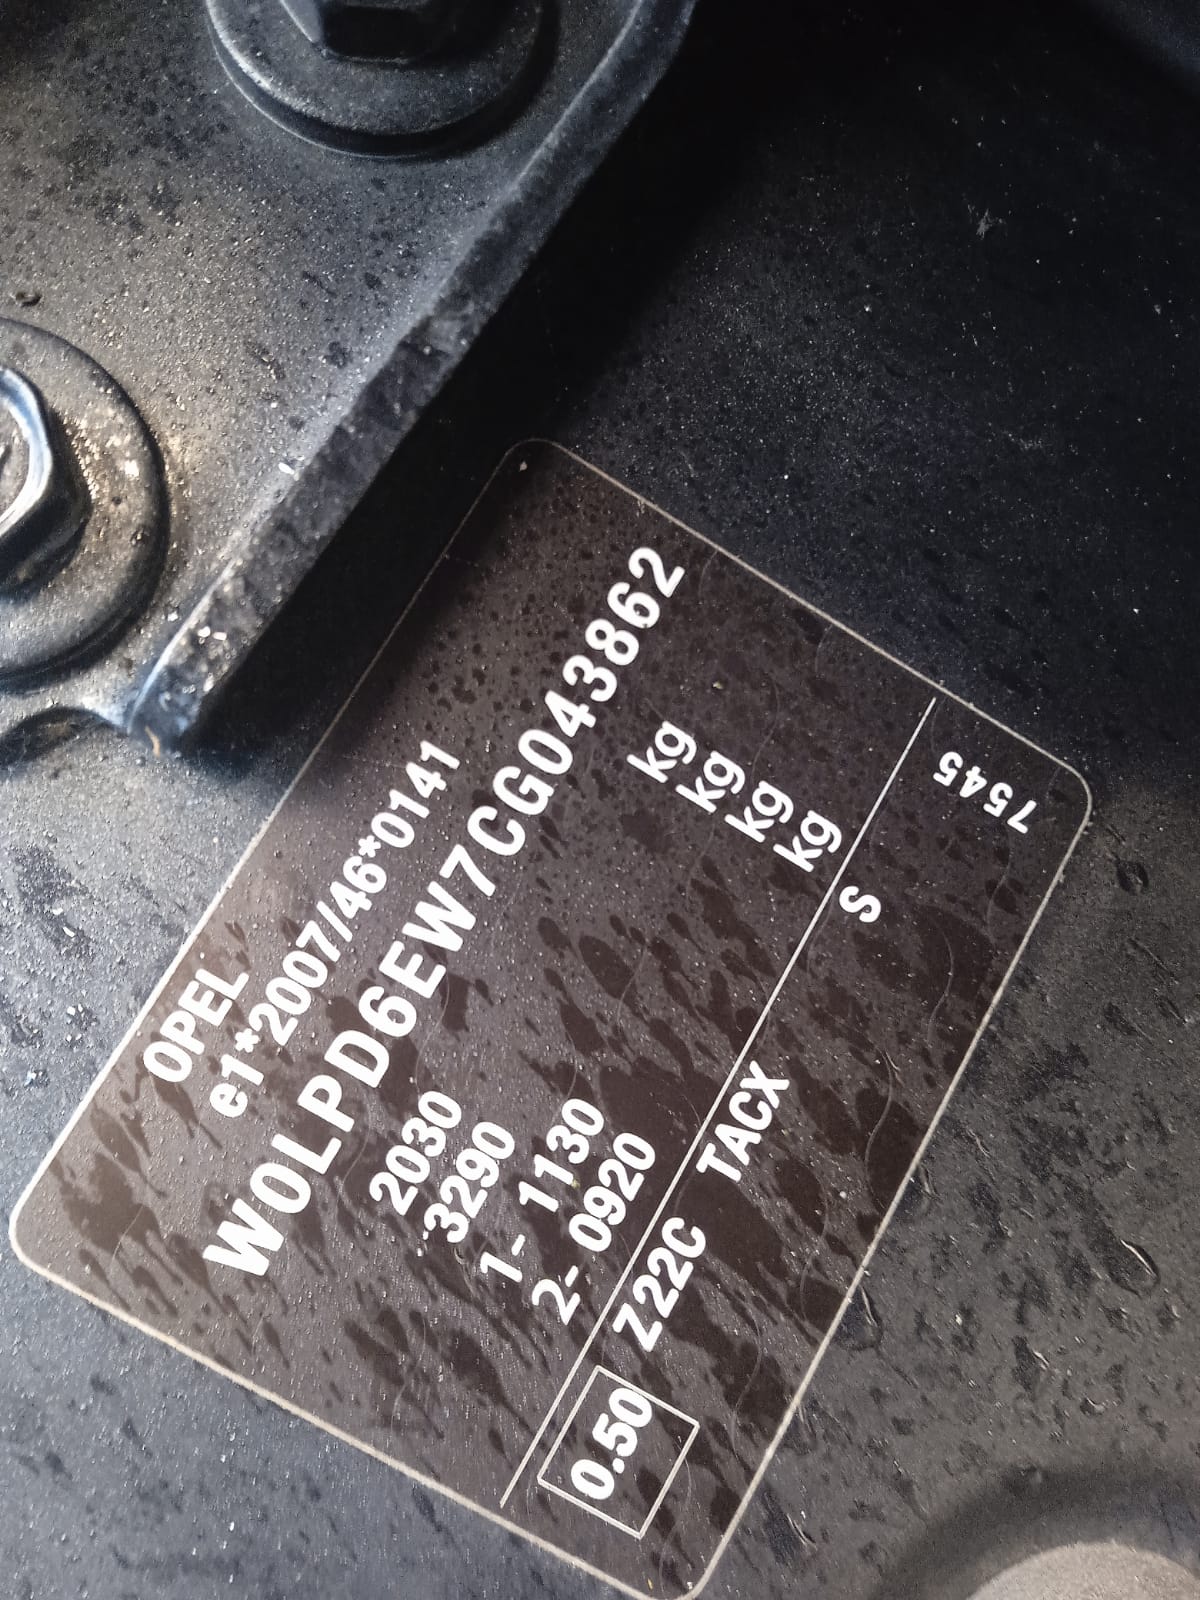 OPEL
e1*2007/46*0141
W0LPD6EW7CG043862
2030 kg
3290 kg
1- 1130 kg
2- 0920 kg
0.50 Z22C TACX S
7545